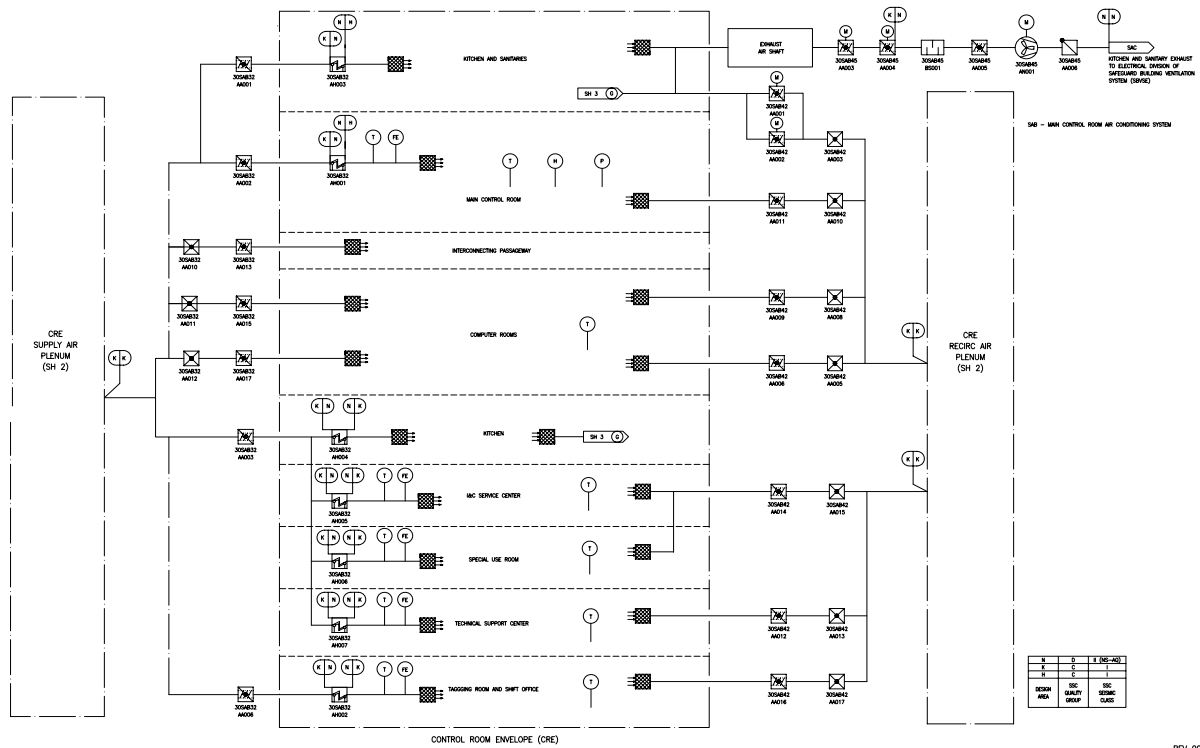 K N
N H
K N
N N
M
M
M
SAC
KITCHEN AND SANITARIES
EXHAUST
AIR SHAFT
30SAB32
AA001
30SAB32
AH003
30SAB45
AA003
30SAB45
AA004
30SAB45
BS001
30SAB45
AA005
30SAB45
AN001
30SAB45
AA006
KITCHEN AND SANITARY EXHAUST
TO ELECTRICAL DIVISION OF
SAFEGUARD BUILDING VENTILATION
SYSTEM (SBVSE)
SH 3 G
M
30SAB42
AA001
M
30SAB42
AA002
30SAB42
AA003
SAB – MAIN CONTROL ROOM AIR CONDITIONING SYSTEM
N H
K N
T
FE
T
H
P
30SAB32
AA002
30SAB32
AH001
MAIN CONTROL ROOM
30SAB42
AA011
30SAB42
AA010
INTERCONNECTING PASSAGEWAY
30SAB32
AA010
30SAB32
AA013
30SAB32
AA011
30SAB32
AA015
COMPUTER ROOMS
T
30SAB42
AA009
30SAB42
AA008
CRE
SUPPLY AIR
PLENUM
(SH 2)
K K
30SAB32
AA012
30SAB32
AA017
30SAB42
AA006
30SAB42
AA005
K K
CRE
RECIRC AIR
PLENUM
(SH 2)
K N
N K
30SAB32
AA003
30SAB32
AH004
KITCHEN
SH 3 G
K K
K N
N K
T
FE
30SAB32
AH005
I&C SERVICE CENTER
T
30SAB42
AA014
30SAB42
AA015
K N
N K
T
FE
30SAB32
AH006
SPECIAL USE ROOM
T
K N
N K
T
FE
30SAB32
AH007
TECHNICAL SUPPORT CENTER
T
30SAB42
AA012
30SAB42
AA013
K N
N K
T
FE
30SAB32
AA006
30SAB32
AH002
TAGGGING ROOM AND SHIFT OFFICE
T
30SAB42
AA016
30SAB42
AA017
N D II (NS-AQ)
K C I
H C I
DESIGN
AREA
SSC
QUALITY
GROUP
SSC
SEISMIC
CLASS
CONTROL ROOM ENVELOPE (CRE)